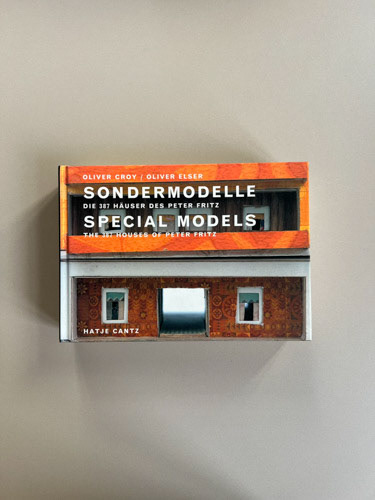 OLIVER CROY / OLIVER ELSER
SONDERMODELLE
DIE 387 HÄUSER DES PETER FRITZ
SPECIAL MODELS
THE 387 HOUSES OF PETER FRITZ
HATJE CANTZ